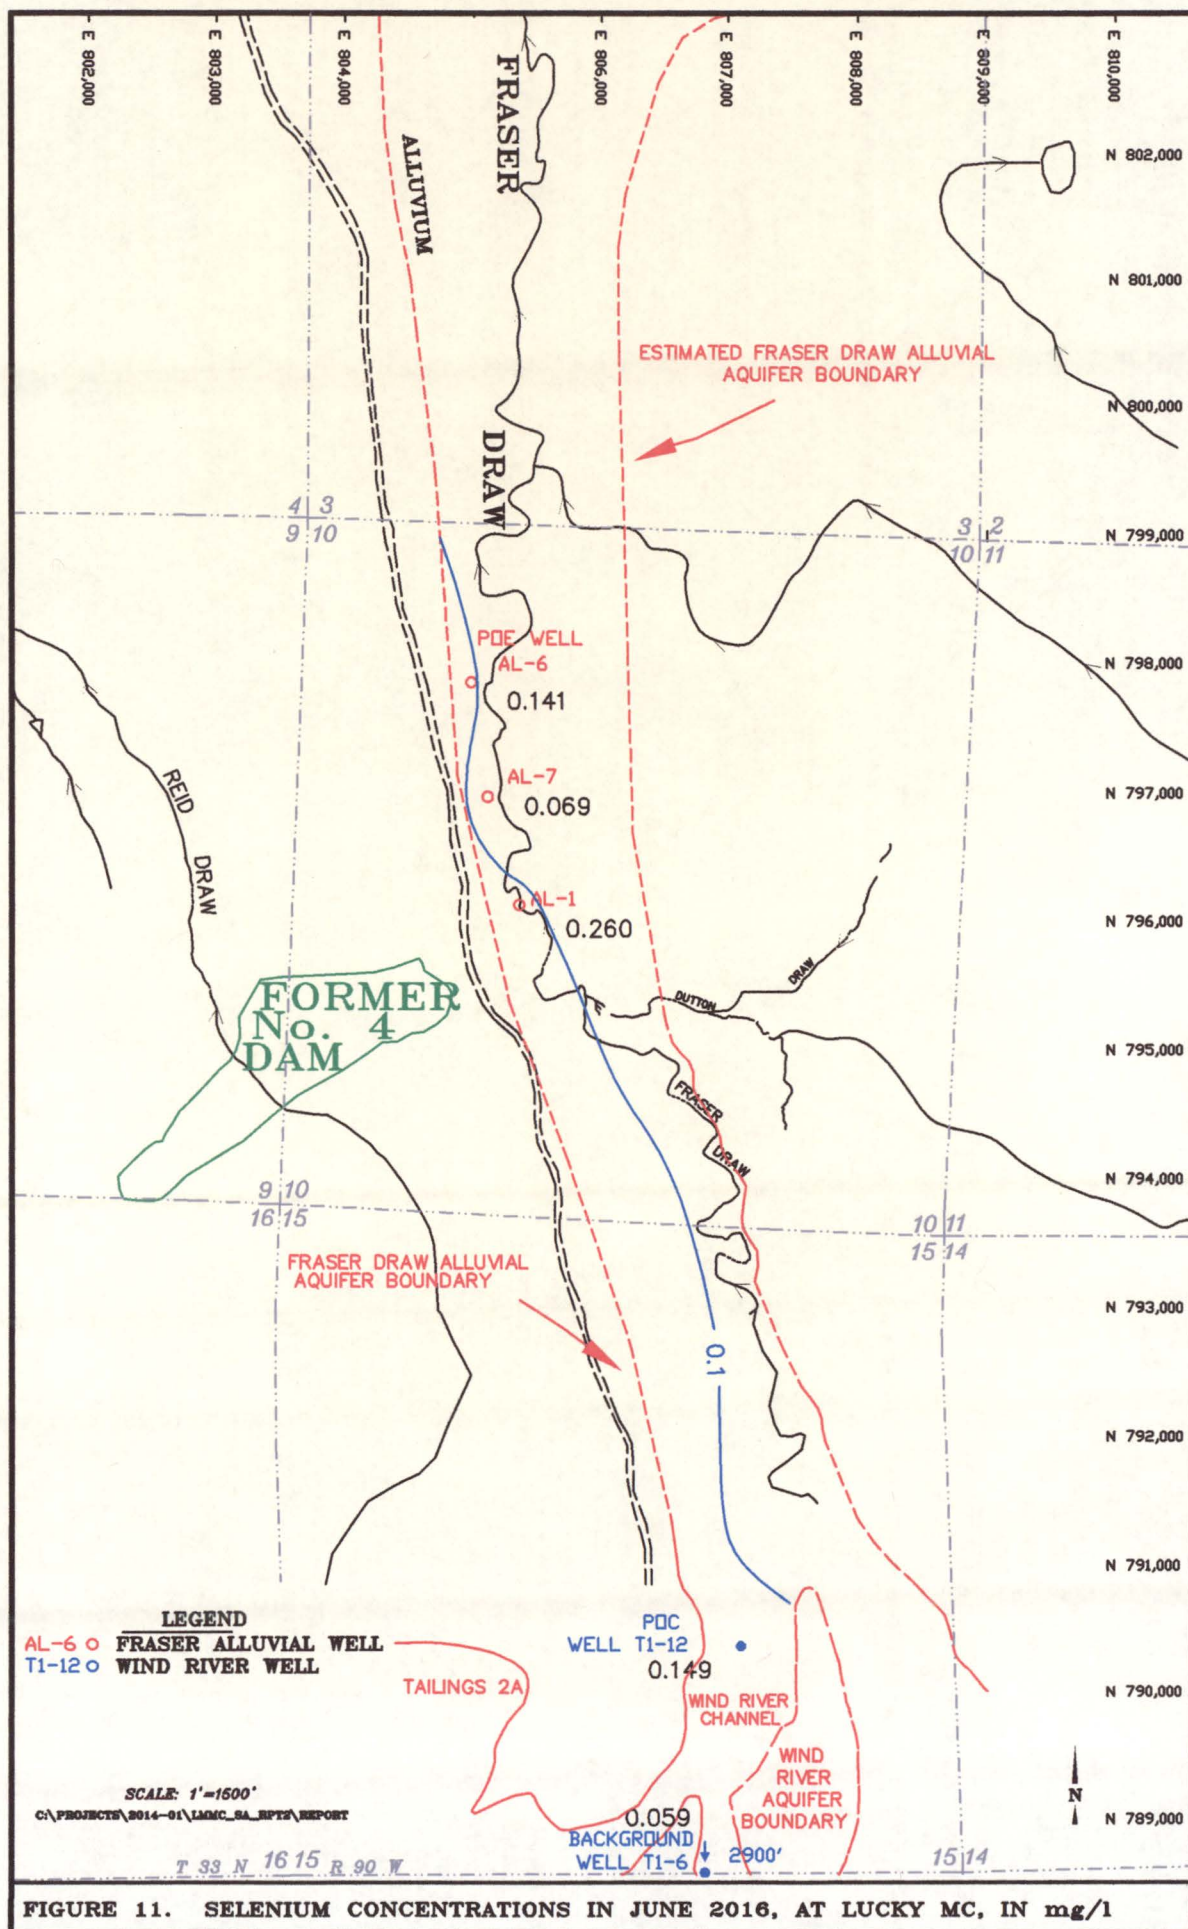 E 802,000
E 803,000
E 804,000
E 806,000
E 807,000
E 808,000
E 809,000
E 810,000
N 802,000
FRASER
ALLUVIUM
N 801,000
ESTIMATED FRASER DRAW ALLUVIAL
AQUIFER BOUNDARY
N 800,000
DRAW
4 3
9 10
3 2
10 11
N 799,000
POE WELL
AL-6
0.141
N 798,000
REID
DRAW
AL-7
0.069
N 797,000
AL-1
0.260
N 796,000
FORMER
No. 4
DAM
DUTTON
DRAW
N 795,000
FRASER
DRAW
9 10
16 15
N 794,000
10 11
15 14
FRASER DRAW ALLUVIAL
AQUIFER BOUNDARY
N 793,000
0.1
N 792,000
N 791,000
LEGEND
AL-6 FRASER ALLUVIAL WELL
T1-12 WIND RIVER WELL
POC
WELL T1-12
0.149
TAILINGS 2A
WIND RIVER
CHANNEL
N 790,000
WIND
RIVER
AQUIFER
BOUNDARY
N
SCALE: 1"=1500'
C:\PROJECTS\2014-01\LMMC_SA_RPTS\REPORT
0.059
BACKGROUND
WELL T1-6
2900'
N 789,000
T 33 N 16 15 R 90 W
15 14
FIGURE 11. SELENIUM CONCENTRATIONS IN JUNE 2016, AT LUCKY MC, IN mg/l